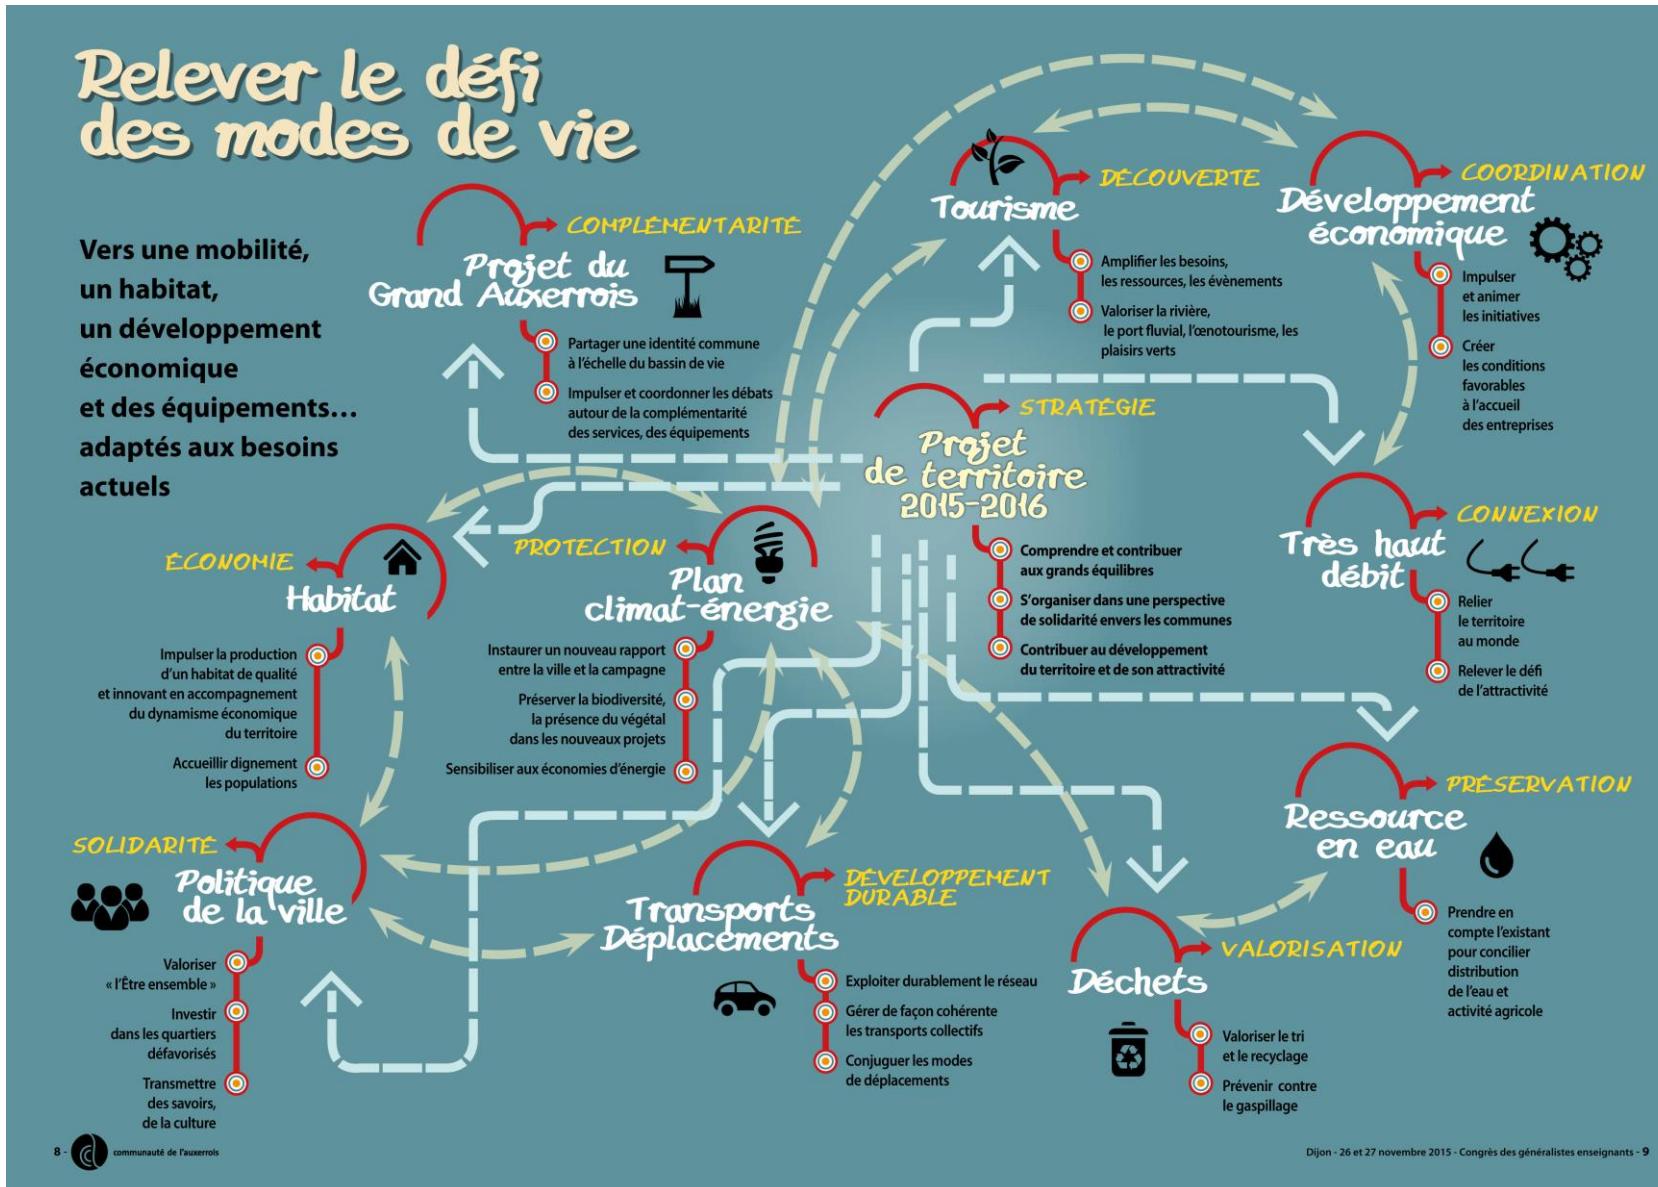 Relever le défi
des modes de vie
Vers une mobilité,
un habitat,
un développement
économique
et des équipements…
adaptés aux besoins
actuels
COMPLÉMENTARITÉ
Projet du
Grand Auxerrois
Partager une identité commune
à l’échelle du bassin de vie
Impulser et coordonner les débats
autour de la complémentarité
des services, des équipements
DÉCOUVERTE
Tourisme
Amplifier les besoins,
les ressources, les évènements
Valoriser la rivière,
le port fluvial, l’œnotourisme, les
plaisirs verts
COORDINATION
Développement
économique
Impulser
et animer
les initiatives
Créer
les conditions
favorables
à l’accueil
des entreprises
STRATÉGIE
Projet
de territoire
2015-2016
Comprendre et contribuer
aux grands équilibres
S’organiser dans une perspective
de solidarité envers les communes
Contribuer au développement
du territoire et de son attractivité
CONNEXION
Très haut
débit
Relier
le territoire
au monde
Relever le défi
de l’attractivité
ÉCONOMIE
Habitat
Impulser la production
d’un habitat de qualité
et innovant en accompagnement
du dynamisme économique
du territoire
Accueillir dignement
les populations
PROTECTION
Plan
climat-énergie
Instaurer un nouveau rapport
entre la ville et la campagne
Préserver la biodiversité,
la présence du végétal
dans les nouveaux projets
Sensibiliser aux économies d’énergie
PRÉSERVATION
Ressource
en eau
Prendre en
compte l’existant
pour concilier
distribution
de l’eau et
activité agricole
SOLIDARITÉ
Politique
de la ville
Valoriser
« l’Être ensemble »
Investir
dans les quartiers
défavorisés
Transmettre
des savoirs,
de la culture
DÉVELOPPEMENT
DURABLE
Transports
Déplacements
Exploiter durablement le réseau
Gérer de façon cohérente
les transports collectifs
Conjuguer les modes
de déplacements
VALORISATION
Déchets
Valoriser le tri
et le recyclage
Prévenir contre
le gaspillage
8 - communauté de l’auxerrois
Dijon - 26 et 27 novembre 2015 - Congrès des généralistes enseignants - 9